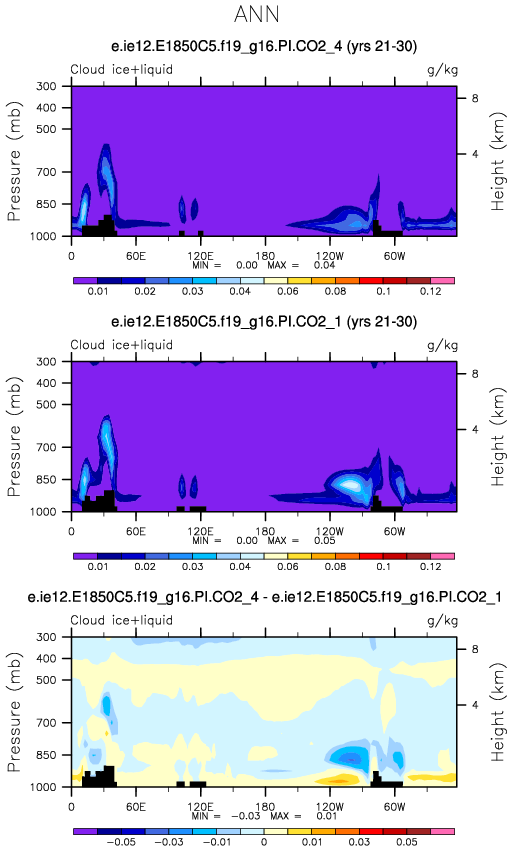 ANN
e.ie12.E1850C5.f19_g16.PI.CO2_4 (yrs 21-30)
Cloud ice+liquid g/kg
300
400
500
700
850
1000
Pressure (mb)
8
4
Height (km)
0 60E 120E 180 120W 60W
MIN = 0.00 MAX = 0.04
0.01 0.02 0.03 0.04 0.06 0.08 0.1 0.12
e.ie12.E1850C5.f19_g16.PI.CO2_1 (yrs 21-30)
Cloud ice+liquid g/kg
300
400
500
700
850
1000
Pressure (mb)
8
4
Height (km)
0 60E 120E 180 120W 60W
MIN = 0.00 MAX = 0.05
0.01 0.02 0.03 0.04 0.06 0.08 0.1 0.12
e.ie12.E1850C5.f19_g16.PI.CO2_4 - e.ie12.E1850C5.f19_g16.PI.CO2_1
Cloud ice+liquid g/kg
300
400
500
700
850
1000
Pressure (mb)
8
4
Height (km)
0 60E 120E 180 120W 60W
MIN = -0.03 MAX = 0.01
-0.05 -0.03 -0.01 0 0.01 0.03 0.05